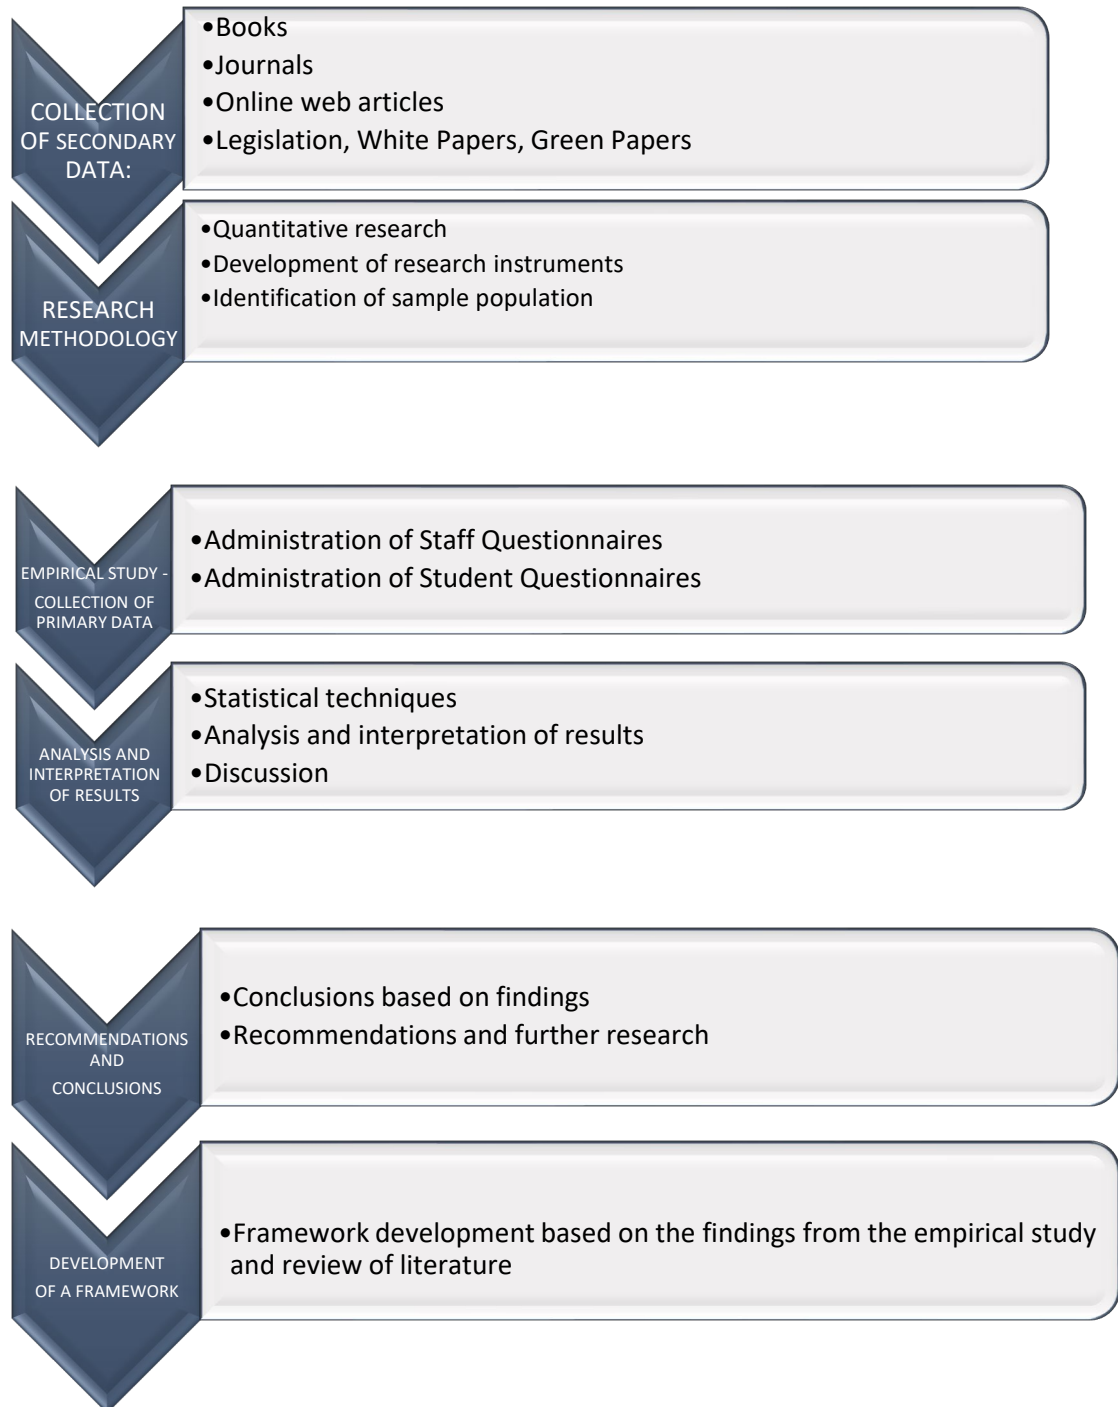 COLLECTION
OF SECONDARY
DATA:
•Books
•Journals
•Online web articles
•Legislation, White Papers, Green Papers
RESEARCH
METHODOLOGY
•Quantitative research
•Development of research instruments
•Identification of sample population
EMPIRICAL STUDY -
COLLECTION OF
PRIMARY DATA
•Administration of Staff Questionnaires
•Administration of Student Questionnaires
ANALYSIS AND
INTERPRETATION
OF RESULTS
•Statistical techniques
•Analysis and interpretation of results
•Discussion
RECOMMENDATIONS
AND
CONCLUSIONS
•Conclusions based on findings
•Recommendations and further research
DEVELOPMENT
OF A FRAMEWORK
•Framework development based on the findings from the empirical study
and review of literature